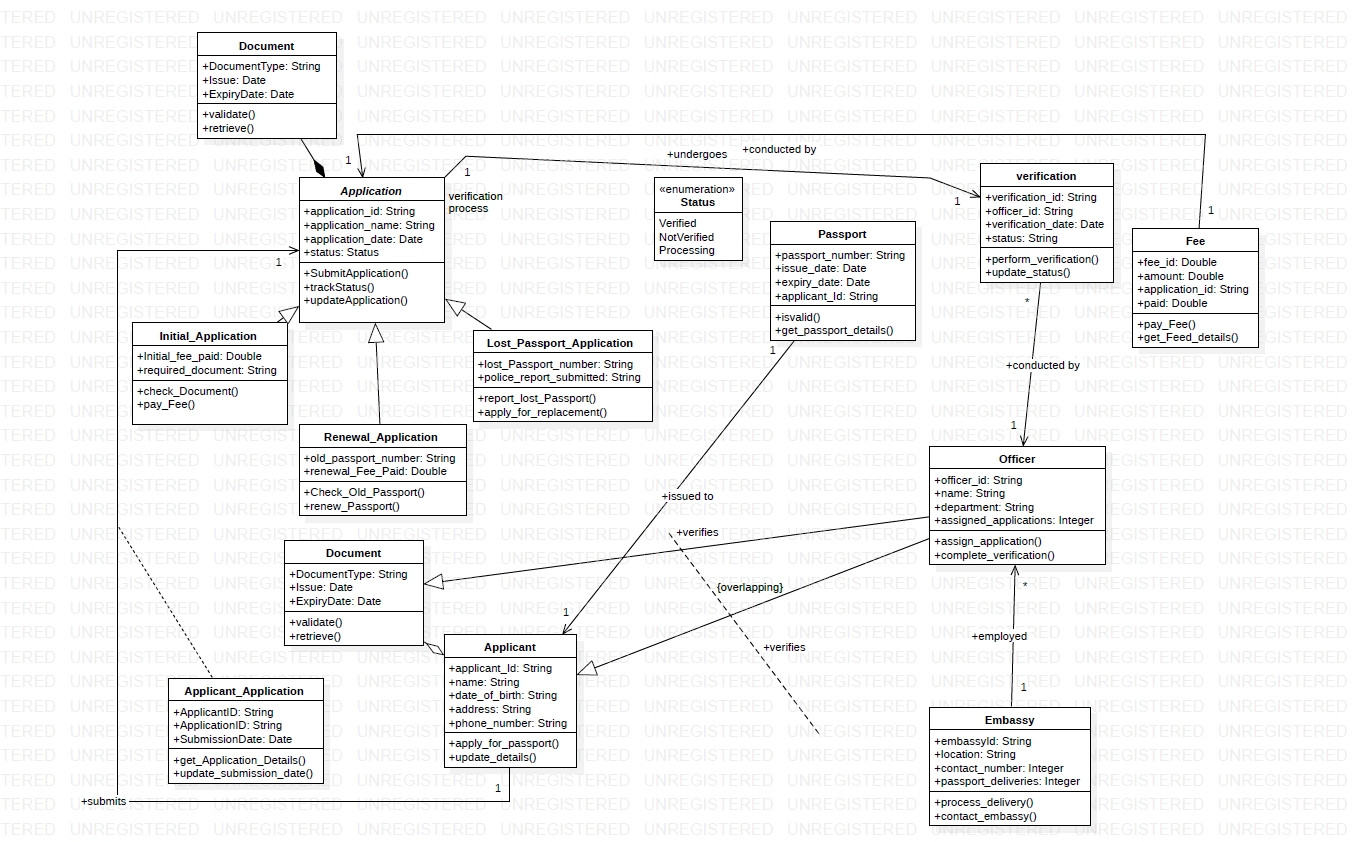 Document
+DocumentType: String
+Issue: Date
+ExpiryDate: Date
+validate()
+retrieve()
1
+undergoes
+conducted by
1
verification
process
Application
+application_id: String
+application_name: String
+application_date: Date
+status: Status
+SubmitApplication()
+trackStatus()
+updateApplication()
1
«enumeration»
Status
Verified
NotVerified
Processing
Passport
+passport_number: String
+issue_date: Date
+expiry_date: Date
+applicant_Id: String
+isvalid()
+get_passport_details()
1
1
verification
+verification_id: String
+officer_id: String
+verification_date: Date
+status: String
+perform_verification()
+update_status()
*
1
Fee
+fee_id: Double
+amount: Double
+application_id: String
+paid: Double
+pay_Fee()
+get_Feed_details()
Initial_Application
+Initial_fee_paid: Double
+required_document: String
+check_Document()
+pay_Fee()
Lost_Passport_Application
+lost_Passport_number: String
+police_report_submitted: String
+report_lost_Passport()
+apply_for_replacement()
+conducted by
1
Renewal_Application
+old_passport_number: String
+renewal_Fee_Paid: Double
+Check_Old_Passport()
+renew_Passport()
Officer
+officer_id: String
+name: String
+department: String
+assigned_applications: Integer
+assign_application()
+complete_verification()
+issued to
+verifies
{overlapping}
+verifies
1
Document
+DocumentType: String
+Issue: Date
+ExpiryDate: Date
+validate()
+retrieve()
*
+employed
1
Applicant
+applicant_Id: String
+name: String
+date_of_birth: String
+address: String
+phone_number: String
+apply_for_passport()
+update_details()
1
Applicant_Application
+ApplicantID: String
+ApplicationID: String
+SubmissionDate: Date
+get_Application_Details()
+update_submission_date()
+submits
Embassy
+embassyId: String
+location: String
+contact_number: Integer
+passport_deliveries: Integer
+process_delivery()
+contact_embassy()
UNREGISTERED